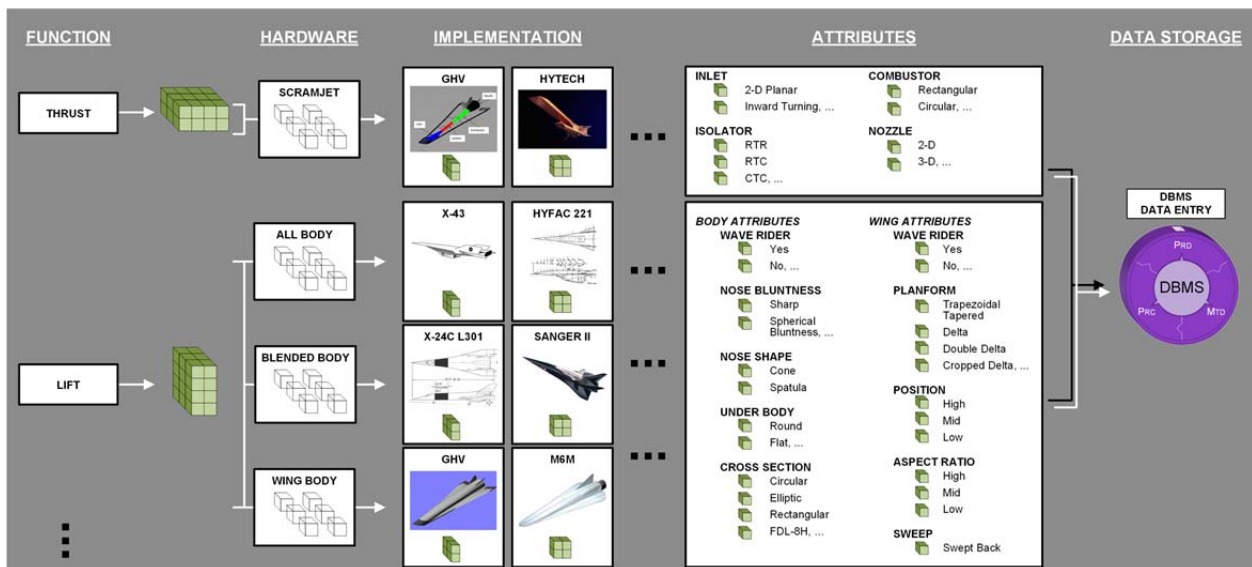 FUNCTION
HARDWARE
IMPLEMENTATION
ATTRIBUTES
DATA STORAGE
THRUST
SCRAMJET
GHV
HYTECH
INLET
2-D Planar
Inward Turning, ...
ISOLATOR
RTR
RTC
CTC, ...
COMBUSTOR
Rectangular
Circular, ...
NOZZLE
2-D
3-D, ...
LIFT
ALL BODY
X-43
HYFAC 221
BLENDED BODY
X-24C L301
SANGER II
WING BODY
GHV
M6M
BODY ATTRIBUTES
WAVE RIDER
Yes
No, ...
NOSE BLUNTNESS
Sharp
Spherical
Bluntness, ...
NOSE SHAPE
Cone
Spatula
UNDER BODY
Round
Flat, ...
CROSS SECTION
Circular
Elliptic
Rectangular
FDL-8H, ...
WING ATTRIBUTES
WAVE RIDER
Yes
No, ...
PLANFORM
Trapezoidal
Tapered
Delta
Double Delta
Cropped Delta, ...
POSITION
High
Mid
Low
ASPECT RATIO
High
Mid
Low
SWEEP
Swept Back
DBMS
DATA ENTRY
PRD
DBMS
PRC
MTD